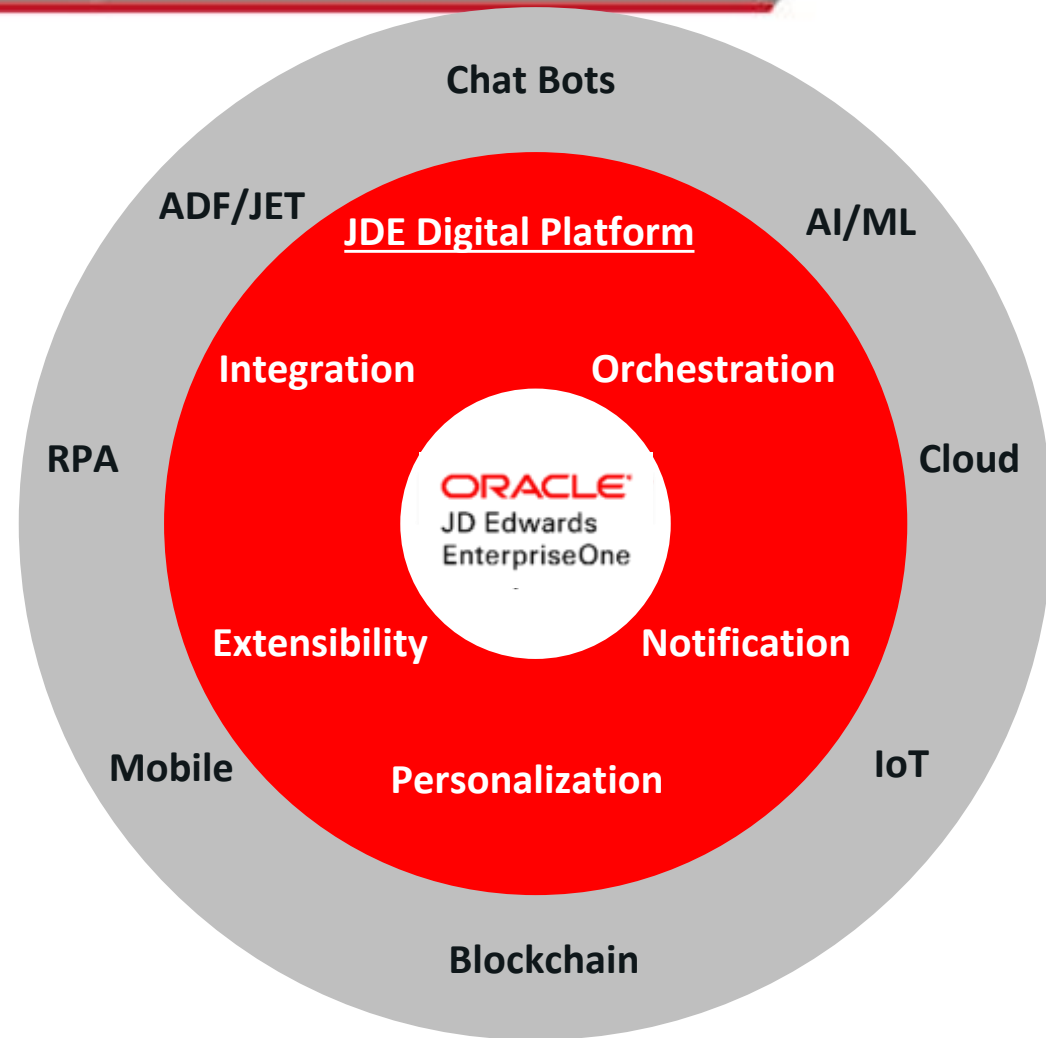 Chat Bots
ADF/JET
AI/ML
JDE Digital Platform
Integration
Orchestration
RPA
Cloud
ORACLE
JD Edwards
EnterpriseOne
Extensibility
Notification
Mobile
IoT
Personalization
Blockchain